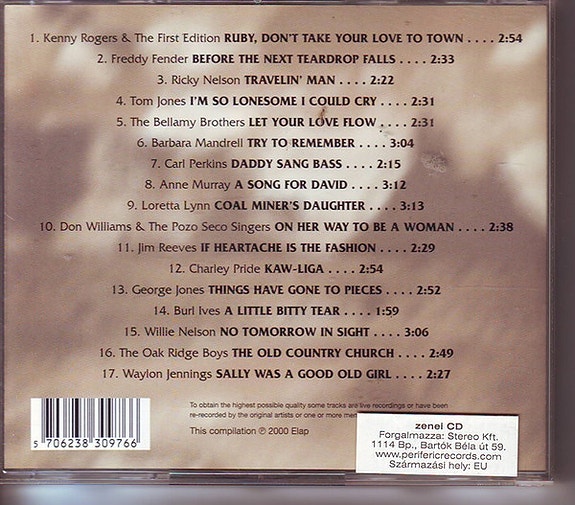 1. Kenny Rogers & The First Edition RUBY, DON'T TAKE YOUR LOVE TO TOWN . . . . 2:54
2. Freddy Fender BEFORE THE NEXT TEARDROP FALLS . . . . 2:33
3. Ricky Nelson TRAVELIN' MAN . . . . 2:22
4. Tom Jones I'M SO LONESOME I COULD CRY . . . . 2:31
5. The Bellamy Brothers LET YOUR LOVE FLOW . . . . 2:31
6. Barbara Mandrell TRY TO REMEMBER . . . . 3:04
7. Carl Perkins DADDY SANG BASS . . . . 2:15
8. Anne Murray A SONG FOR DAVID . . . . 3:12
9. Loretta Lynn COAL MINER'S DAUGHTER . . . . 3:13
10. Don Williams & The Pozo Seco Singers ON HER WAY TO BE A WOMAN . . . . 2:38
11. Jim Reeves IF HEARTACHE IS THE FASHION . . . . 2:29
12. Charley Pride KAW-LIGA . . . . 2:54
13. George Jones THINGS HAVE GONE TO PIECES . . . . 2:52
14. Burl Ives A LITTLE BITTY TEAR . . . . 1:59
15. Willie Nelson NO TOMORROW IN SIGHT . . . . 3:06
16. The Oak Ridge Boys THE OLD COUNTRY CHURCH . . . . 2:49
17. Waylon Jennings SALLY WAS A GOOD OLD GIRL . . . . 2:27
To obtain the highest possible quality some tracks are live recordings or have been
re-recorded by the original artists or one or more
This compilation ℗ 2000 Elap
5 706238 309766
zenei CD
Forgalmazza: Stereo Kft.
1114 Bp., Bartók Béla út 59.
www.perifericrecords.com
Származási hely: EU